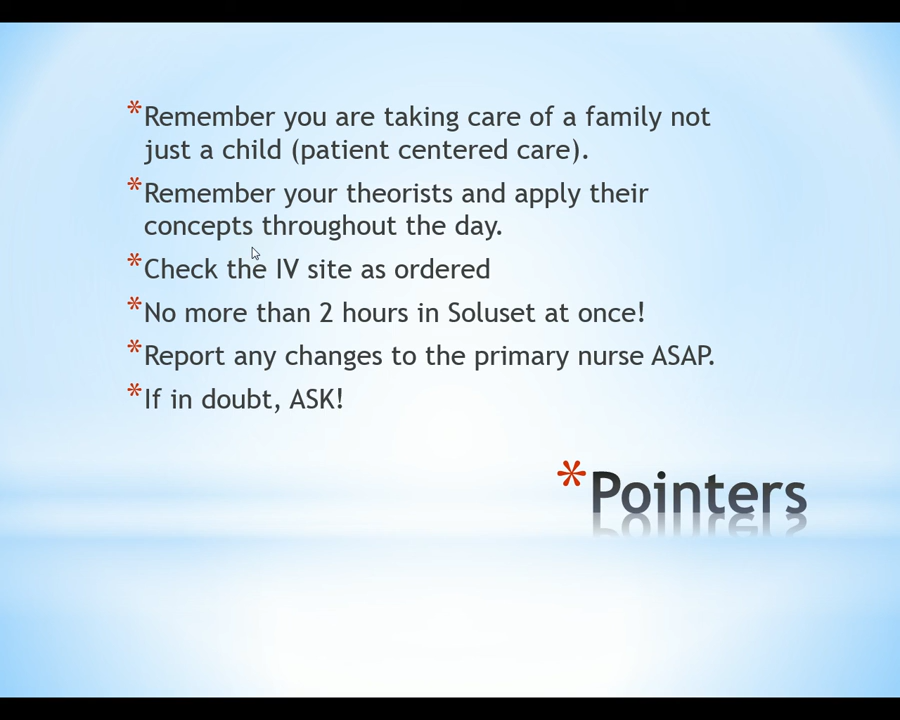 *Remember you are taking care of a family not
just a child (patient centered care).
*Remember your theorists and apply their
concepts throughout the day.
*Check the IV site as ordered
*No more than 2 hours in Soluset at once!
*Report any changes to the primary nurse ASAP.
*If in doubt, ASK!
*Pointers